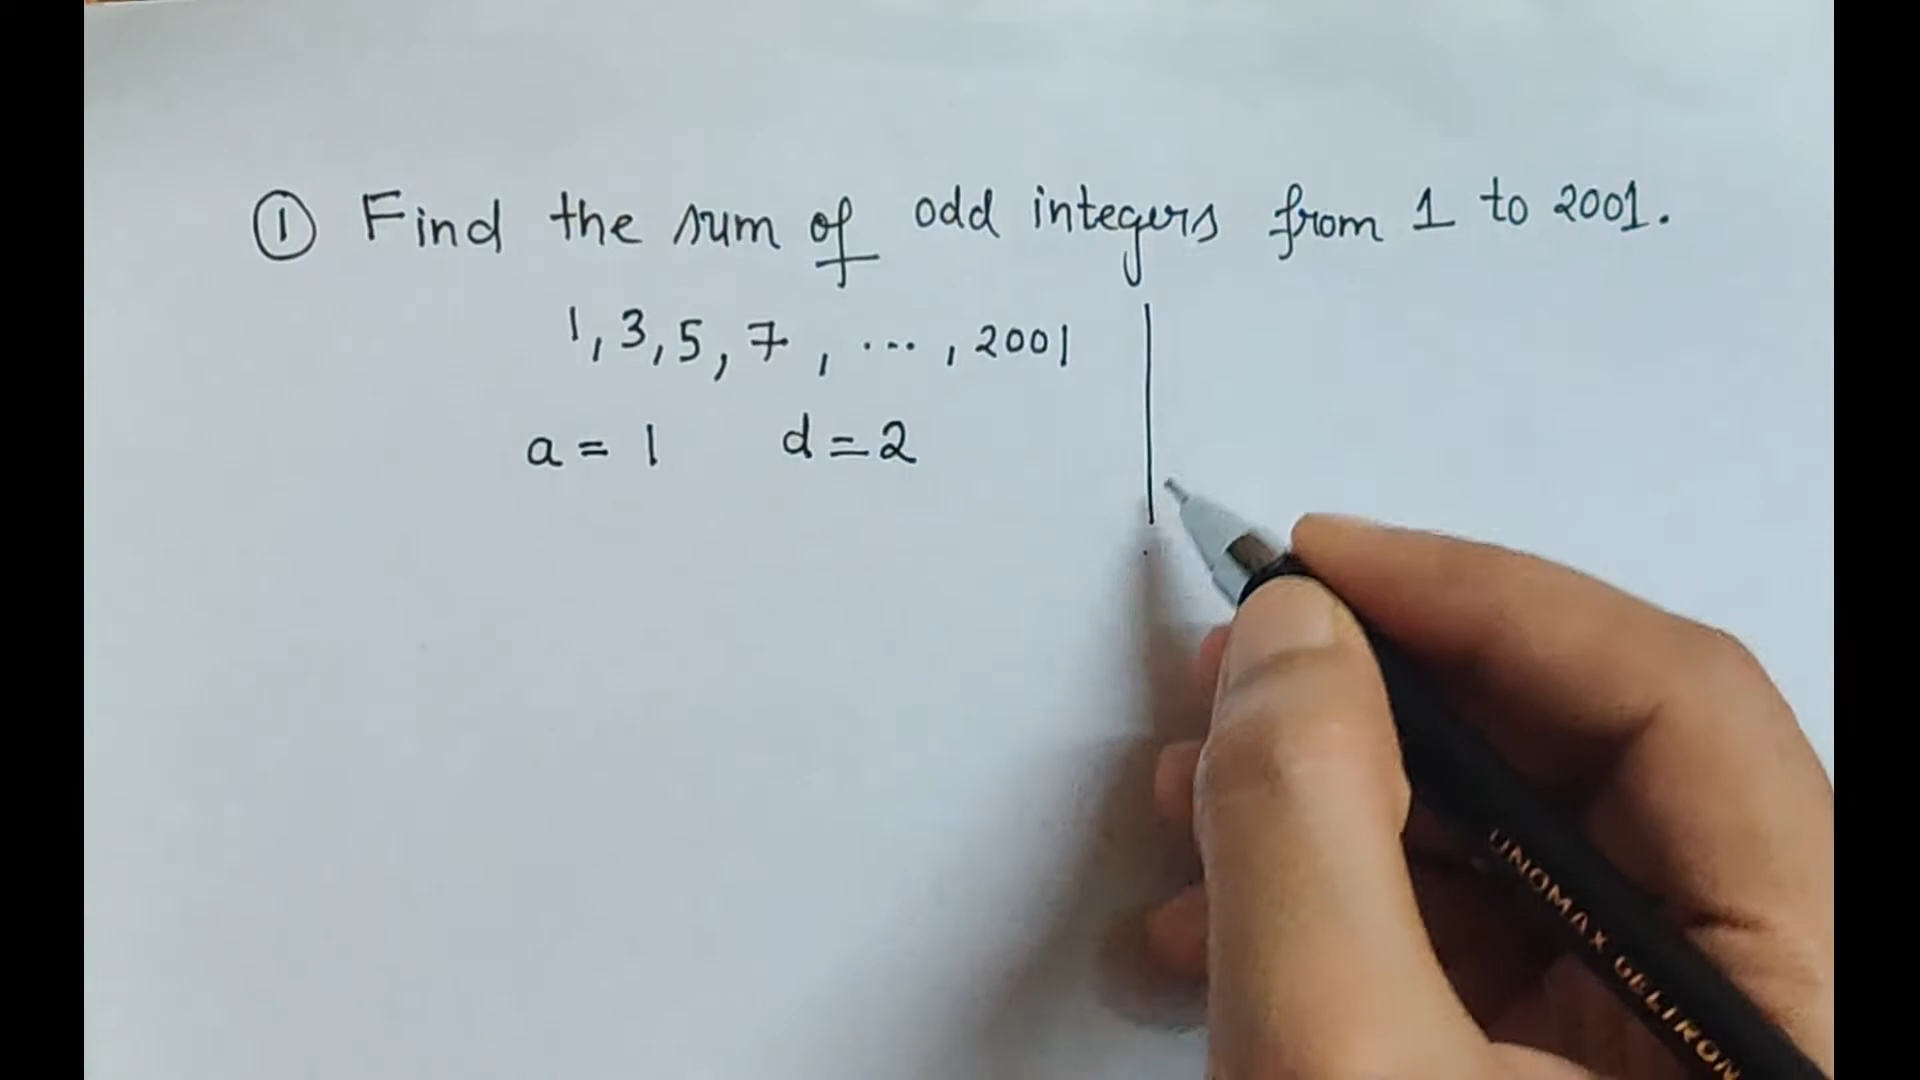 ① Find the sum of odd integers from 1 to 2001.
1, 3, 5, 7, ..., 2001
a = 1 d = 2
UNOMAX GELTRON